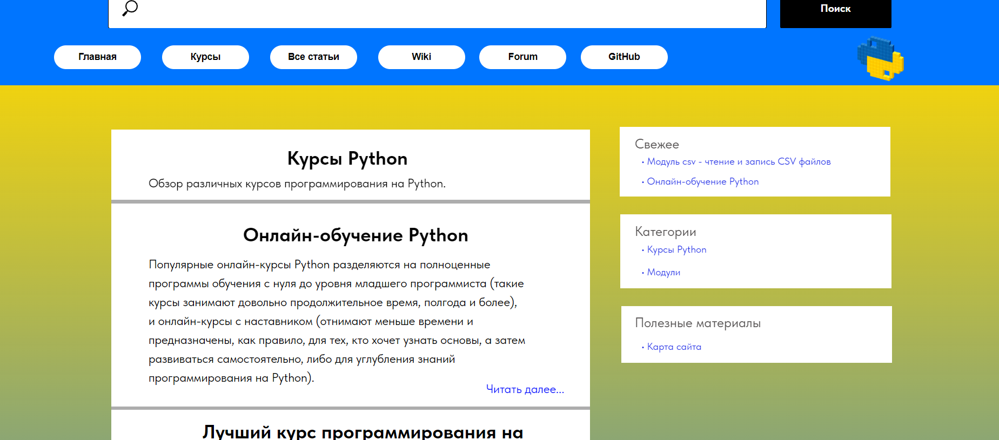 Поиск
Главная
Курсы
Все статьи
Wiki
Forum
GitHub
Курсы Python
Обзор различных курсов программирования на Python.
Онлайн-обучение Python
Популярные онлайн-курсы Python разделяются на полноценные
программы обучения с нуля до уровня младшего программиста (такие
курсы занимают довольно продолжительное время, полгода и более),
и онлайн-курсы с наставником (отнимают меньше времени и
предназначены, как правило, для тех, кто хочет узнать основы, а затем
развиваться самостоятельно, либо для углубления знаний
программирования на Python).
Читать далее...
Лучший курс программирования на
Свежее
• Модуль csv - чтение и запись CSV файлов
• Онлайн-обучение Python
Категории
• Курсы Python
• Модули
Полезные материалы
• Карта сайта